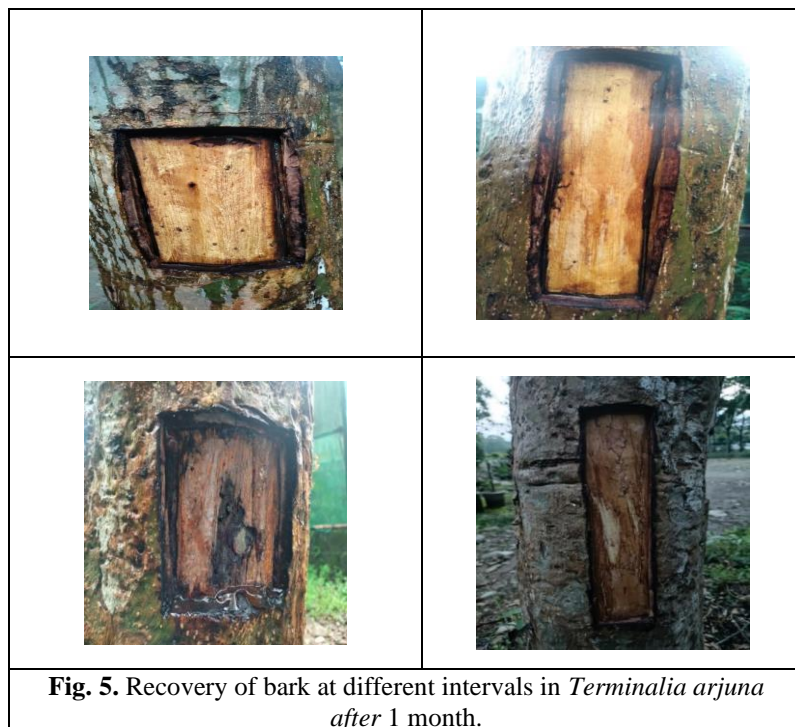 Fig. 5. Recovery of bark at different intervals in Terminalia arjuna
after 1 month.